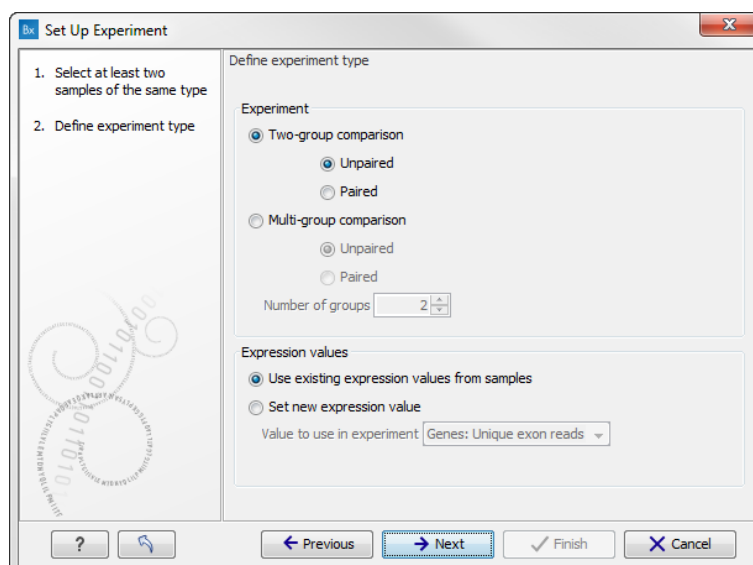 Bx Set Up Experiment
1. Select at least two
samples of the same type
2. Define experiment type
Define experiment type
Experiment
Two-group comparison
Unpaired
Paired
Multi-group comparison
Unpaired
Paired
Number of groups 2
Expression values
Use existing expression values from samples
Set new expression value
Value to use in experiment Genes: Unique exon reads
? Previous Next Finish Cancel